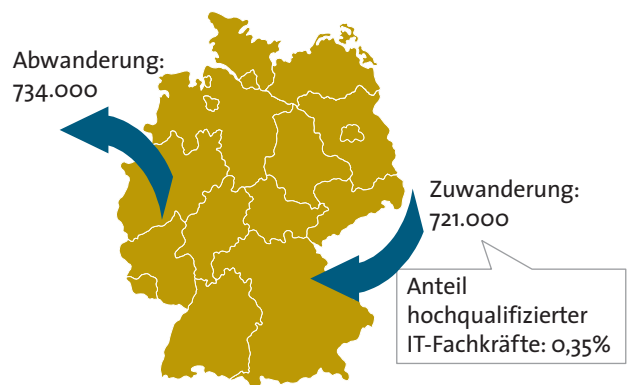 Abwanderung:
734.000
Zuwanderung:
721.000
Anteil
hochqualifizierter
IT-Fachkräfte: 0,35%